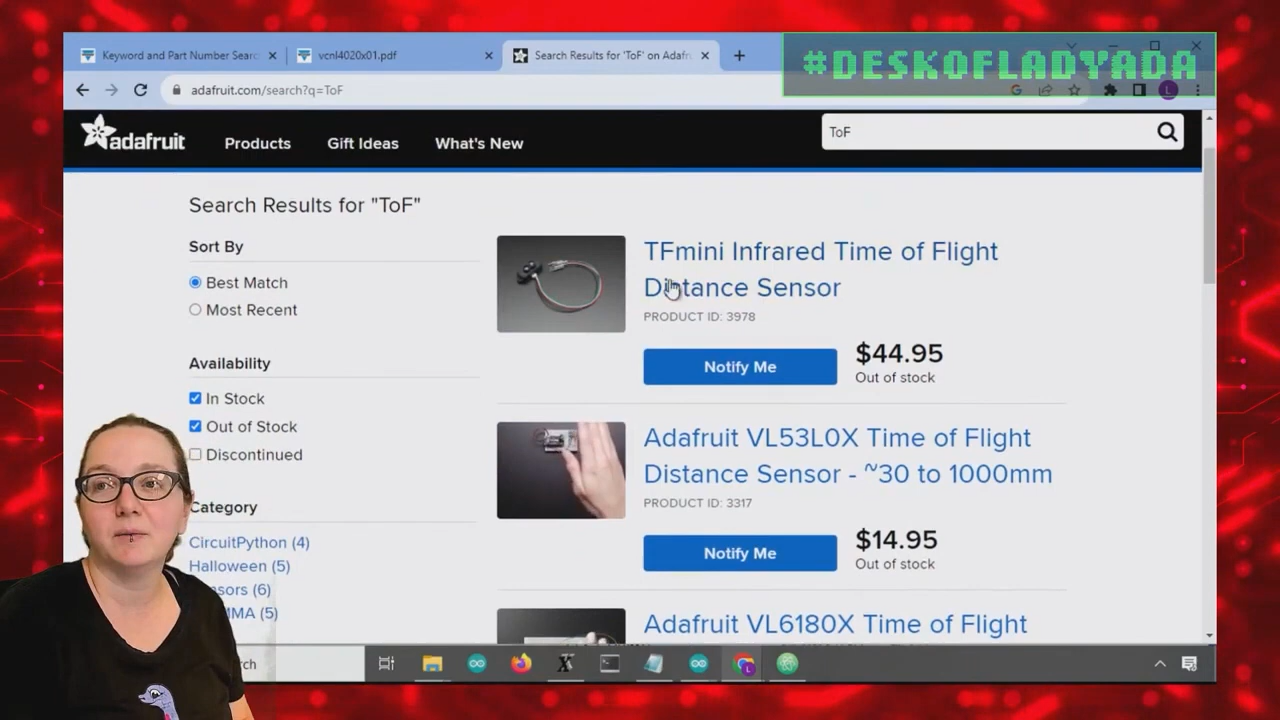 Keyword and Part Number Searc
vcnl4020x01.pdf
Search Results for 'ToF' on Adafr
#DESKOFLADYADA
adafruit.com/search?q=ToF
adafruit
Products
Gift Ideas
What's New
ToF
Search Results for "ToF"
Sort By
Best Match
Most Recent
Availability
In Stock
Out of Stock
Discontinued
Category
CircuitPython (4)
Halloween (5)
sors (6)
MMA (5)
TFmini Infrared Time of Flight
Distance Sensor
PRODUCT ID: 3978
Notify Me
$44.95
Out of stock
Adafruit VL53L0X Time of Flight
Distance Sensor - ~30 to 1000mm
PRODUCT ID: 3317
Notify Me
$14.95
Out of stock
Adafruit VL6180X Time of Flight
rch